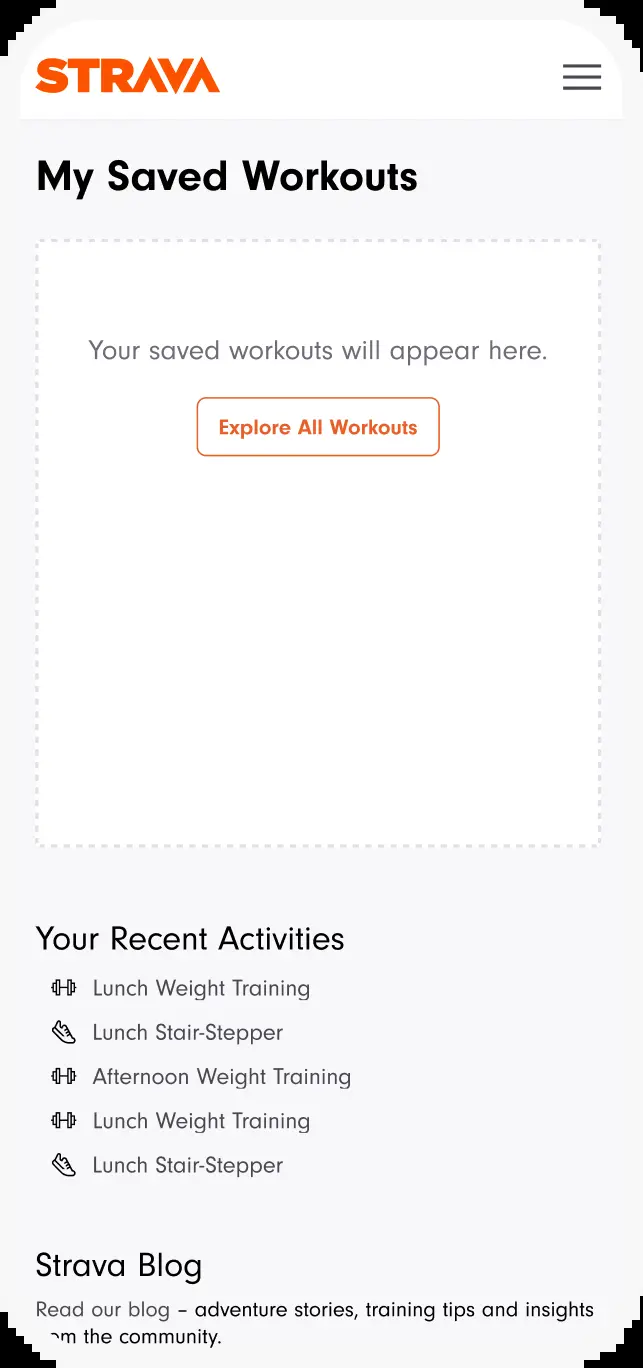 STRAVA
My Saved Workouts
Your saved workouts will appear here.
Explore All Workouts
Your Recent Activities
Lunch Weight Training
Lunch Stair-Stepper
Afternoon Weight Training
Lunch Weight Training
Lunch Stair-Stepper
Strava Blog
Read our blog – adventure stories, training tips and insights
the community.